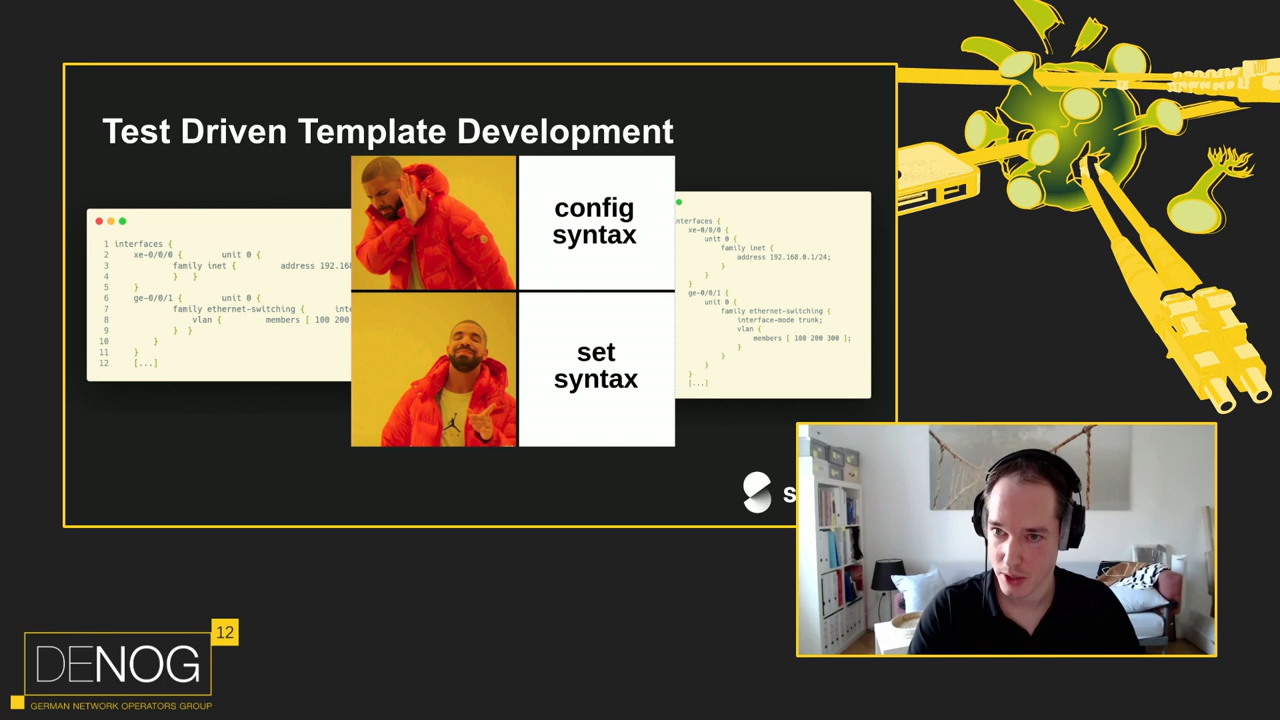 Test Driven Template Development
1 interfaces {
2 xe-0/0/0 { unit 0 {
3 family inet { address 192.16
4 } }
5 }
6 ge-0/0/1 { unit 0 {
7 family ethernet-switching { inte
8 vlan { members [ 100 200
9 } }
10 }
11 }
12 [...]
config
syntax
set
syntax
nterfaces {
xe-0/0/0 {
unit 0 {
family inet {
address 192.168.0.1/24;
}
}
}
ge-0/0/1 {
unit 0 {
family ethernet-switching {
interface-mode trunk;
vlan {
members [ 100 200 300 ];
}
}
}
}
[...]
s
DENOG
12
GERMAN NETWORK OPERATORS GROUP